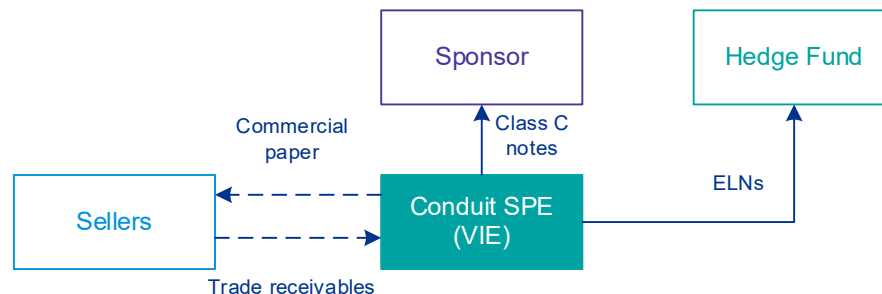 Sponsor
Hedge Fund
Commercial
paper
Class C
notes
ELNs
Sellers
Conduit SPE
(VIE)
Trade receivables